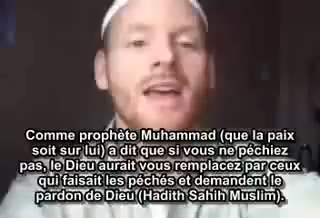 Comme prophète Muhammad (que la paix
soit sur lui) a dit que si vous ne péchiez
pas, le Dieu aurait vous remplacez par ceux
qui faisait les péchés et demandent le
pardon de Dieu (Hadith Sahih Muslim).